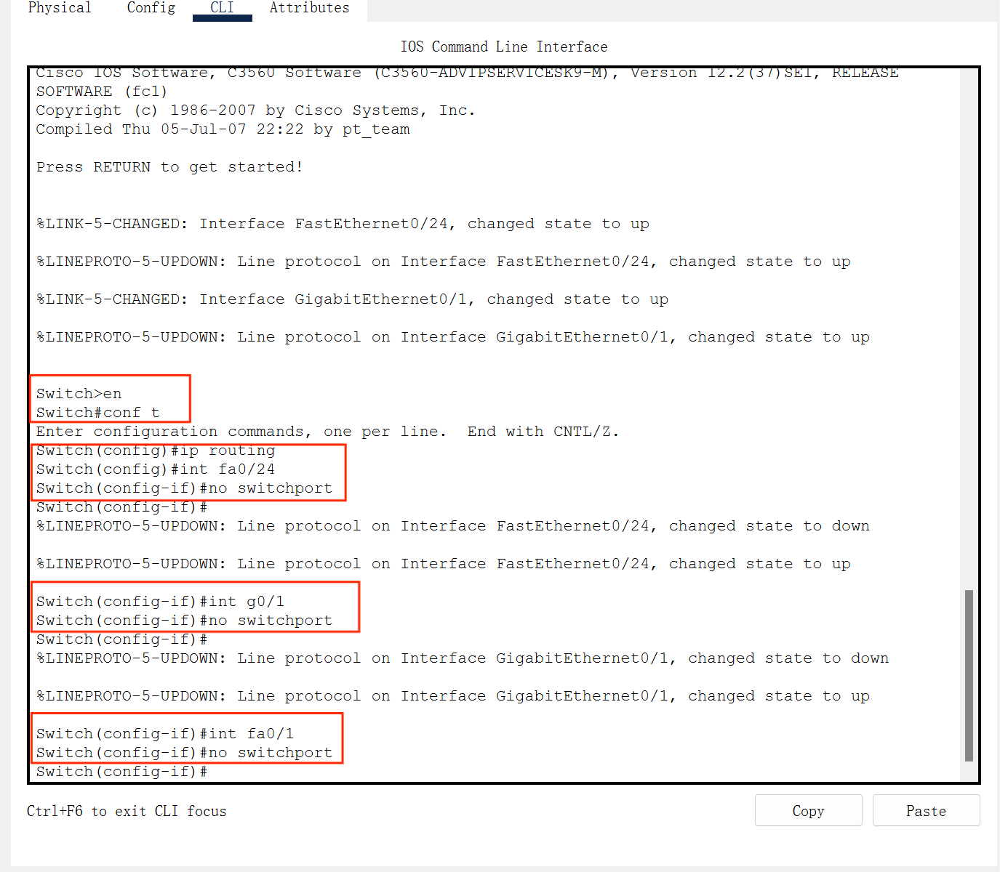 Physical Config CLI Attributes
IOS Command Line Interface
Cisco IOS Software, C3560 Software (C3560-ADVIPSERVICESK9-M), Version 12.2(37)SE1, RELEASE
SOFTWARE (fc1)
Copyright (c) 1986-2007 by Cisco Systems, Inc.
Compiled Thu 05-Jul-07 22:22 by pt_team
Press RETURN to get started!
%LINK-5-CHANGED: Interface FastEthernet0/24, changed state to up
%LINEPROTO-5-UPDOWN: Line protocol on Interface FastEthernet0/24, changed state to up
%LINK-5-CHANGED: Interface GigabitEthernet0/1, changed state to up
%LINEPROTO-5-UPDOWN: Line protocol on Interface GigabitEthernet0/1, changed state to up
Switch>en
Switch#conf t
Enter configuration commands, one per line.  End with CNTL/Z.
Switch(config)#ip routing
Switch(config)#int fa0/24
Switch(config-if)#no switchport
Switch(config-if)#
%LINEPROTO-5-UPDOWN: Line protocol on Interface FastEthernet0/24, changed state to down
%LINEPROTO-5-UPDOWN: Line protocol on Interface FastEthernet0/24, changed state to up
Switch(config-if)#int g0/1
Switch(config-if)#no switchport
Switch(config-if)#
%LINEPROTO-5-UPDOWN: Line protocol on Interface GigabitEthernet0/1, changed state to down
%LINEPROTO-5-UPDOWN: Line protocol on Interface GigabitEthernet0/1, changed state to up
Switch(config-if)#int fa0/1
Switch(config-if)#no switchport
Switch(config-if)#
Ctrl+F6 to exit CLI focus
Copy Paste